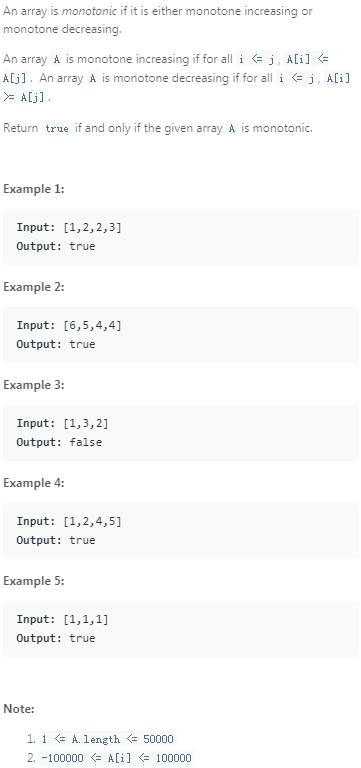 An array is monotonic if it is either monotone increasing or
monotone decreasing.
An array A is monotone increasing if for all i <= j, A[i] <=
A[j]. An array A is monotone decreasing if for all i <= j, A[i]
>= A[j].
Return true if and only if the given array A is monotonic.
Example 1:
Input: [1,2,2,3]
Output: true
Example 2:
Input: [6,5,4,4]
Output: true
Example 3:
Input: [1,3,2]
Output: false
Example 4:
Input: [1,2,4,5]
Output: true
Example 5:
Input: [1,1,1]
Output: true
Note:
1. 1 <= A.length <= 50000
2. -100000 <= A[i] <= 100000